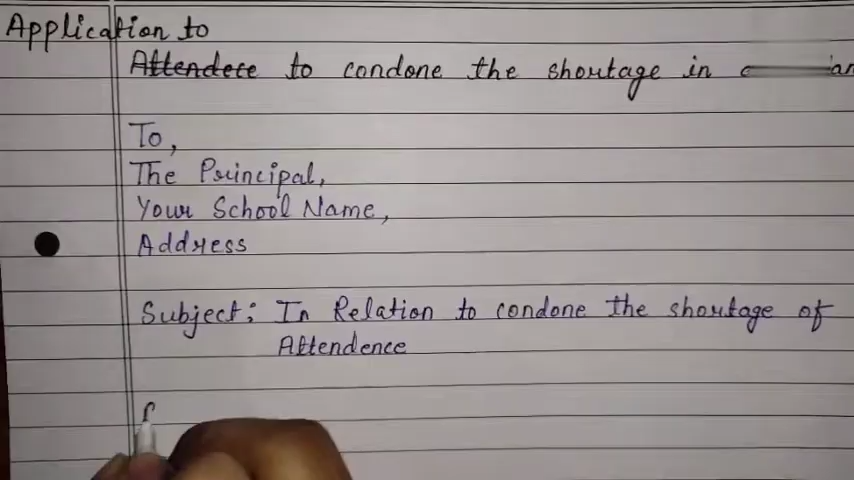 Application to
Attendece to condone the shortage in
To,
The Principal,
Your School Name,
Address
Subject: In Relation to condone the shortage of
Attendence